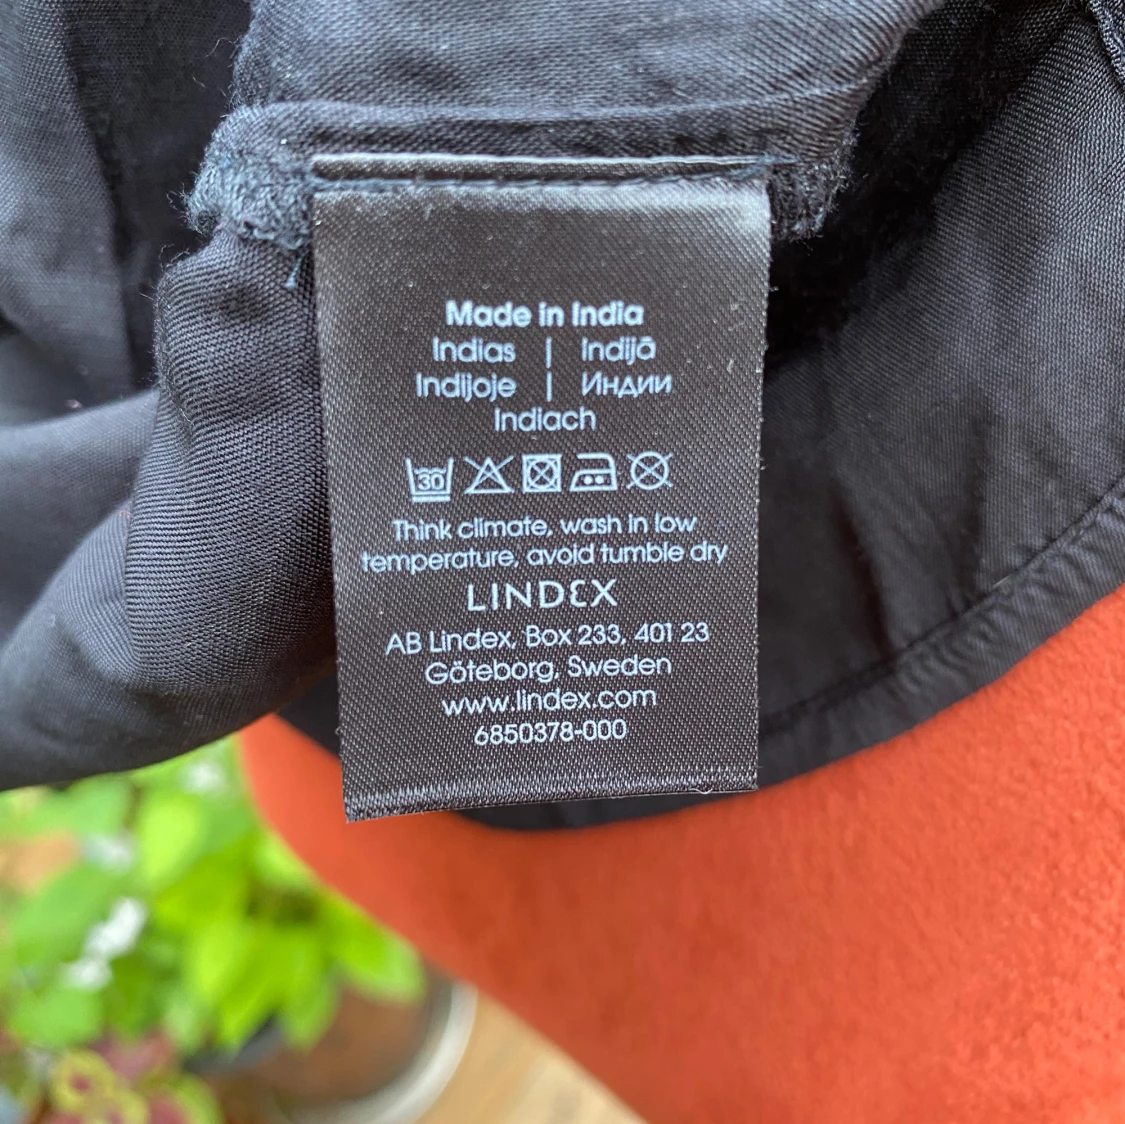 Made in India
Indias | Indijā
Indijoje | Индии
Indiach
30
Think climate, wash in low
temperature, avoid tumble dry
LINDEX
AB Lindex, Box 233, 401 23
Göteborg, Sweden
www.lindex.com
6850378-000